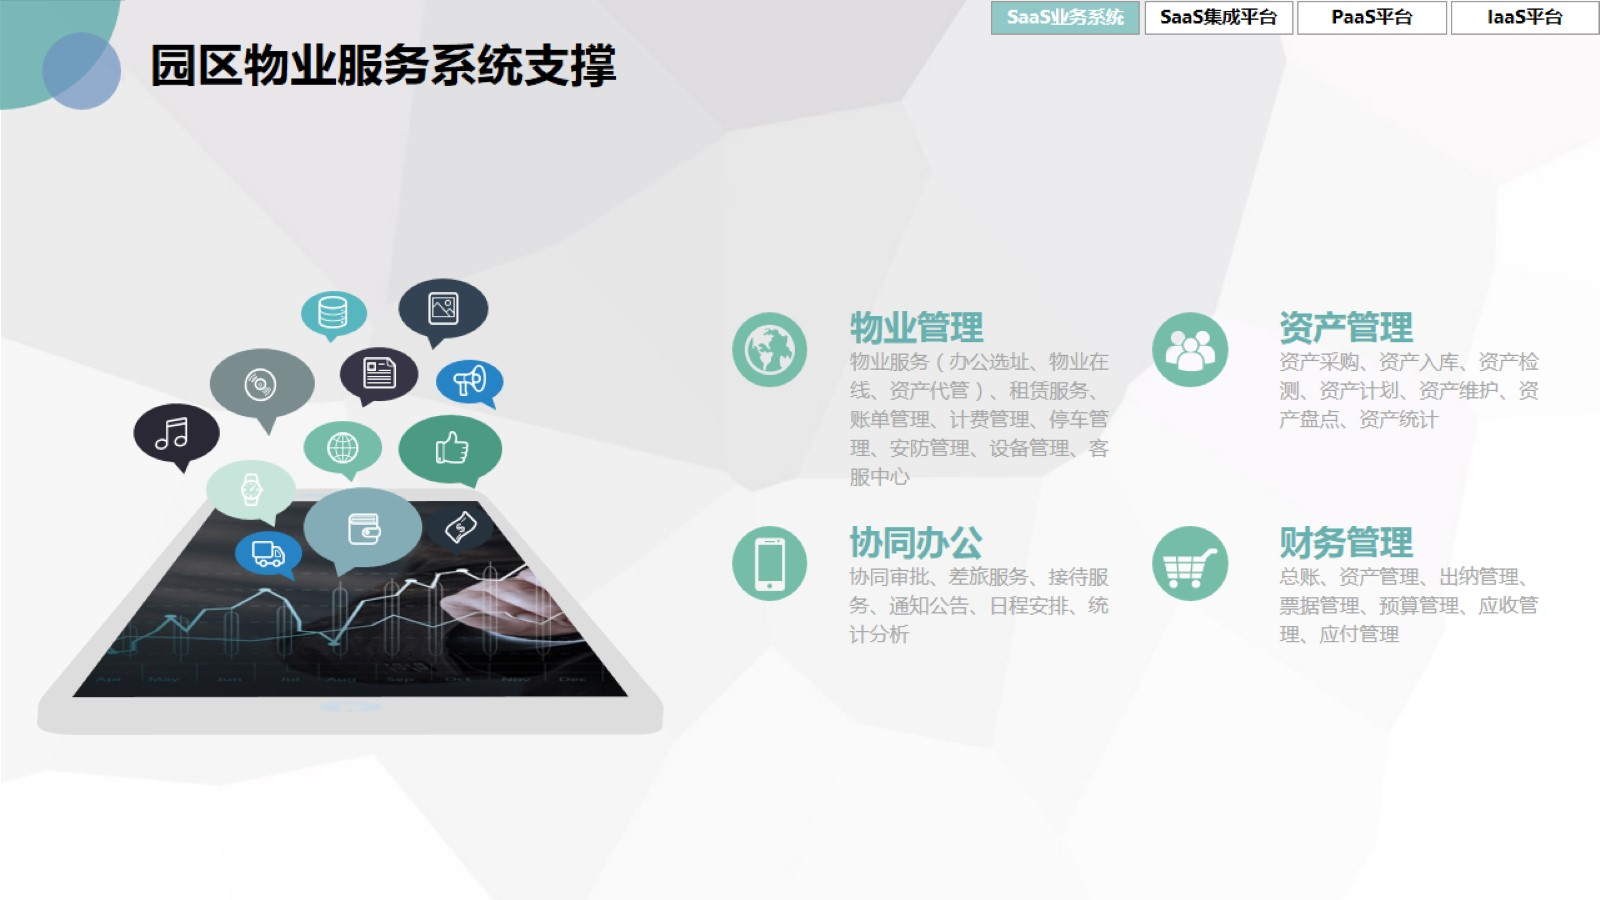 SaaS业务系统
SaaS集成平台
PaaS平台
IaaS平台
园区物业服务系统支撑
物业管理
物业服务（办公选址、物业在
线、资产代管）、租赁服务、
账单管理、计费管理、停车管
理、安防管理、设备管理、客
服中心
资产管理
资产采购、资产入库、资产检
测、资产计划、资产维护、资
产盘点、资产统计
协同办公
协同审批、差旅服务、接待服
务、通知公告、日程安排、统
计分析
财务管理
总账、资产管理、出纳管理、
票据管理、预算管理、应收管
理、应付管理
Apr May Jun Jul Aug Sep Oct Nov Dec